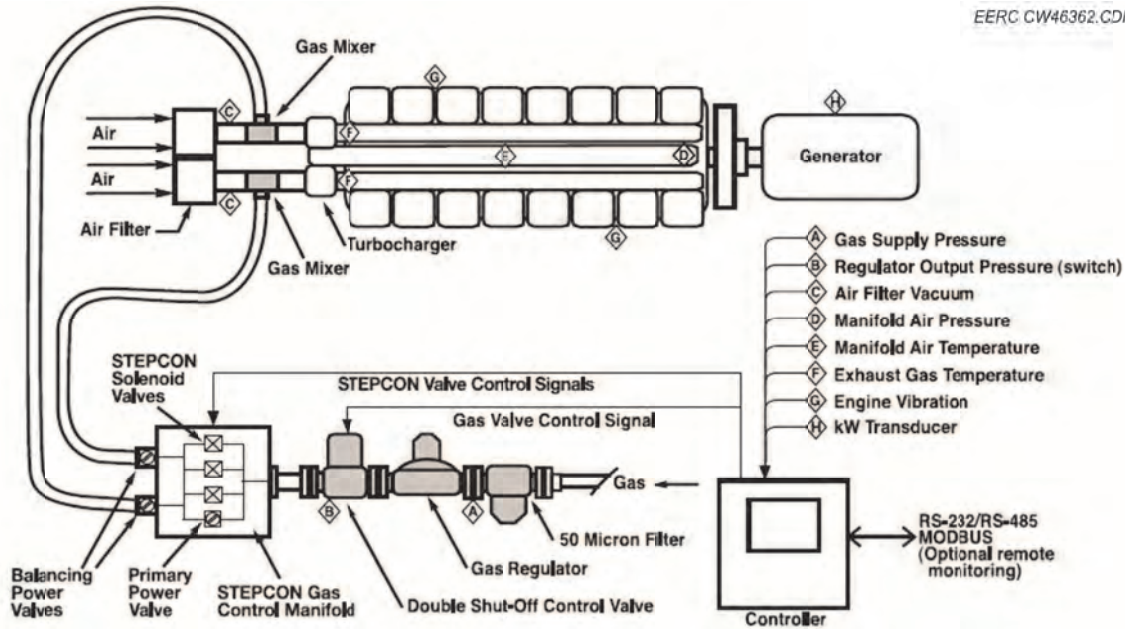 EERC CW46362.CD
Gas Mixer
G
H
C
Air
F
E
D
Generator
Air
F
C
Air Filter
Turbocharger
G
Gas Mixer
A Gas Supply Pressure
B Regulator Output Pressure (switch)
C Air Filter Vacuum
D Manifold Air Pressure
E Manifold Air Temperature
F Exhaust Gas Temperature
G Engine Vibration
H kW Transducer
STEPCON
Solenoid
Valves
STEPCON Valve Control Signals
Gas Valve Control Signal
Gas
B
A
50 Micron Filter
Gas Regulator
Double Shut-Off Control Valve
Balancing
Power
Valves
Primary
Power
Valve
STEPCON Gas
Control Manifold
RS-232/RS-485
MODBUS
(Optional remote
monitoring)
Controller